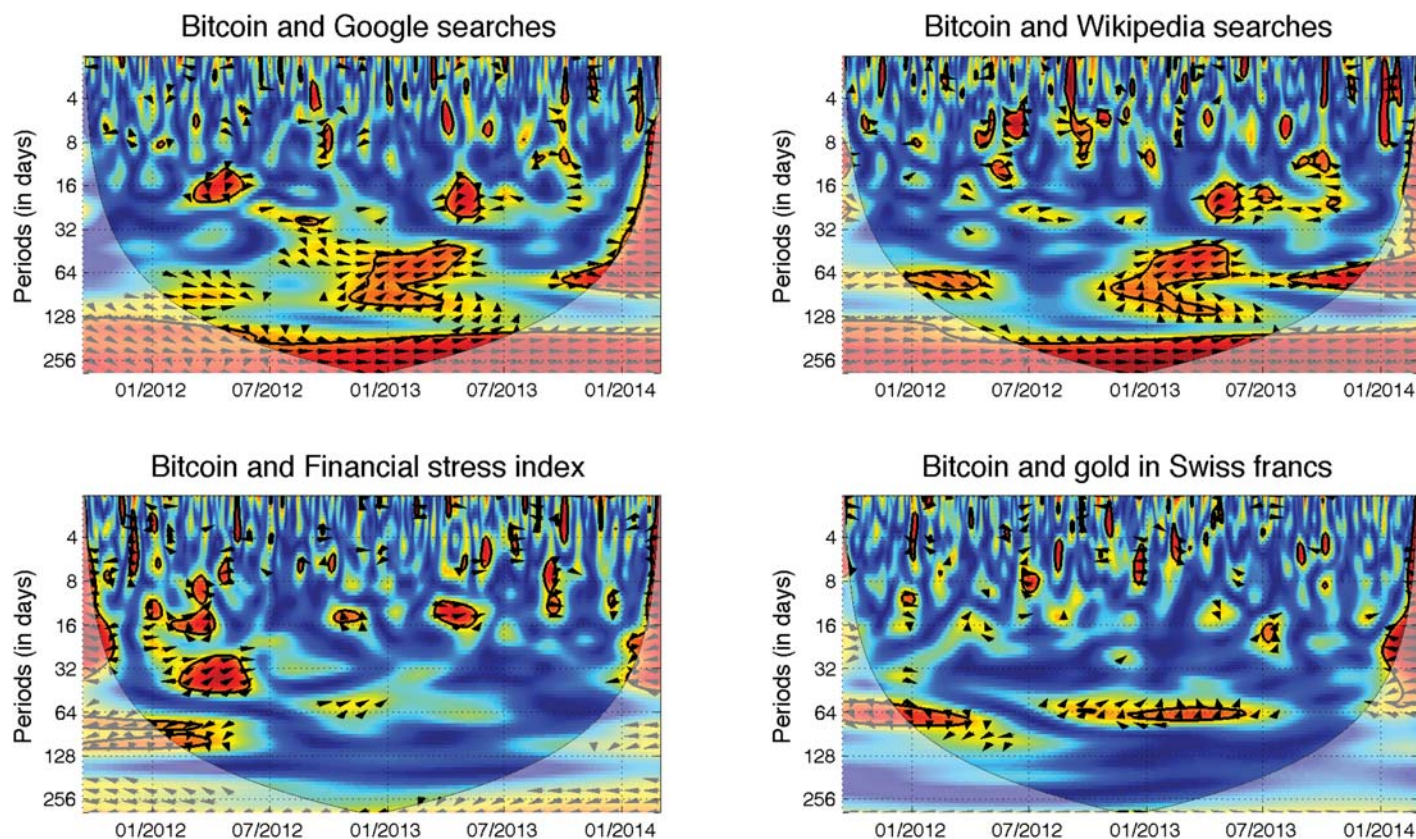 Bitcoin and Google searches
Periods (in days)
4
8
16
32
64
128
256
01/2012 07/2012 01/2013 07/2013 01/2014
Bitcoin and Wikipedia searches
Periods (in days)
4
8
16
32
64
128
256
01/2012 07/2012 01/2013 07/2013 01/2014
Bitcoin and Financial stress index
Periods (in days)
4
8
16
32
64
128
256
01/2012 07/2012 01/2013 07/2013 01/2014
Bitcoin and gold in Swiss francs
Periods (in days)
4
8
16
32
64
128
256
01/2012 07/2012 01/2013 07/2013 01/2014